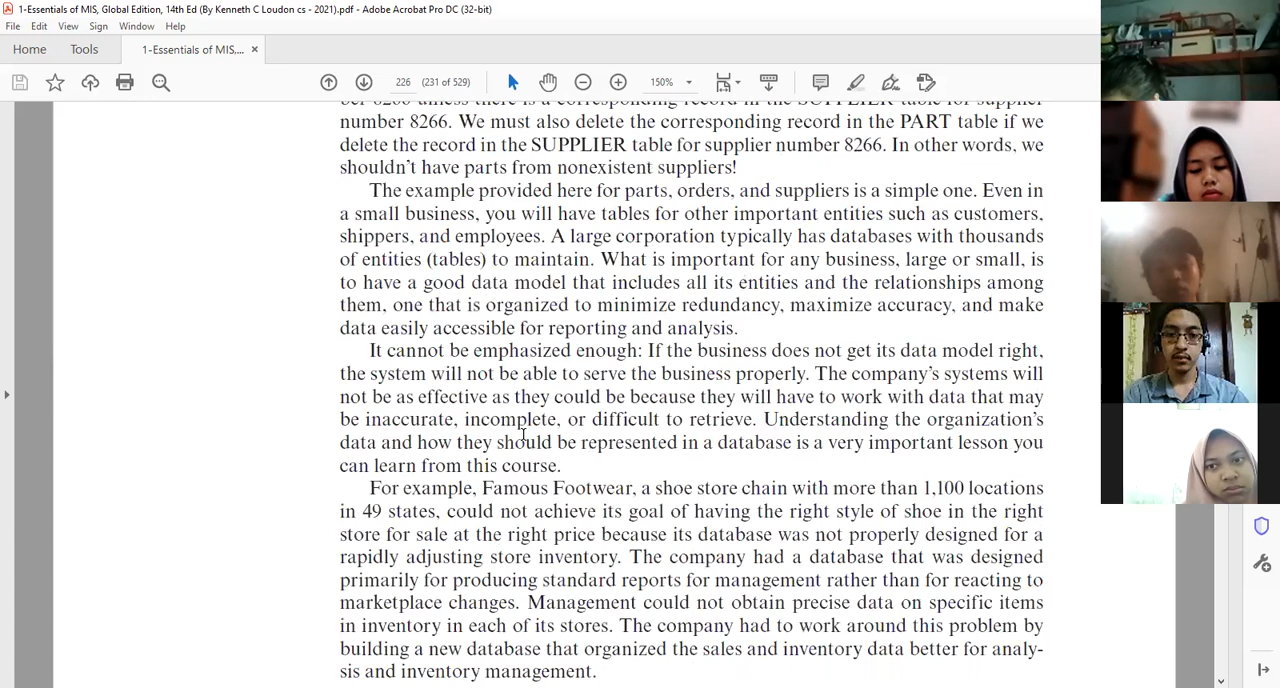 1-Essentials of MIS, Global Edition, 14th Ed (By Kenneth C Loudon cs - 2021).pdf - Adobe Acrobat Pro DC (32-bit)
File Edit View Sign Window Help
Home Tools 1-Essentials of MIS,... ×
226 (231 of 529) 150%
ber 8266 unless there is a corresponding record in the SUPPLIER table for supplier
number 8266. We must also delete the corresponding record in the PART table if we
delete the record in the SUPPLIER table for supplier number 8266. In other words, we
shouldn't have parts from nonexistent suppliers!
The example provided here for parts, orders, and suppliers is a simple one. Even in
a small business, you will have tables for other important entities such as customers,
shippers, and employees. A large corporation typically has databases with thousands
of entities (tables) to maintain. What is important for any business, large or small, is
to have a good data model that includes all its entities and the relationships among
them, one that is organized to minimize redundancy, maximize accuracy, and make
data easily accessible for reporting and analysis.
It cannot be emphasized enough: If the business does not get its data model right,
the system will not be able to serve the business properly. The company's systems will
not be as effective as they could be because they will have to work with data that may
be inaccurate, incomplete, or difficult to retrieve. Understanding the organization's
data and how they should be represented in a database is a very important lesson you
can learn from this course.
For example, Famous Footwear, a shoe store chain with more than 1,100 locations
in 49 states, could not achieve its goal of having the right style of shoe in the right
store for sale at the right price because its database was not properly designed for a
rapidly adjusting store inventory. The company had a database that was designed
primarily for producing standard reports for management rather than for reacting to
marketplace changes. Management could not obtain precise data on specific items
in inventory in each of its stores. The company had to work around this problem by
building a new database that organized the sales and inventory data better for analy-
sis and inventory management.